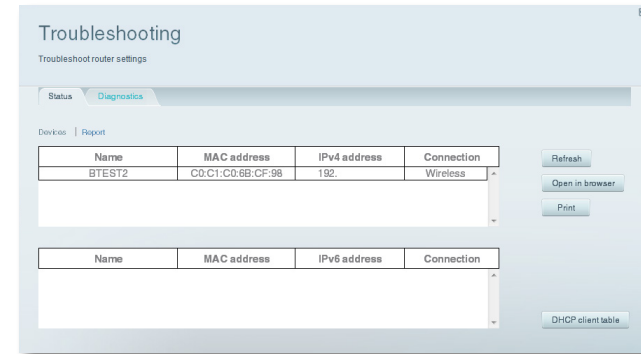 Troubleshooting
Troubleshoot router settings
Status Diagnostics
Devices | Report
Name MAC address IPv4 address Connection
BTEST2 C0:C1:C0:6B:CF:98 192. Wireless
Refresh
Open in browser
Print
Name MAC address IPv6 address Connection
DHCP client table